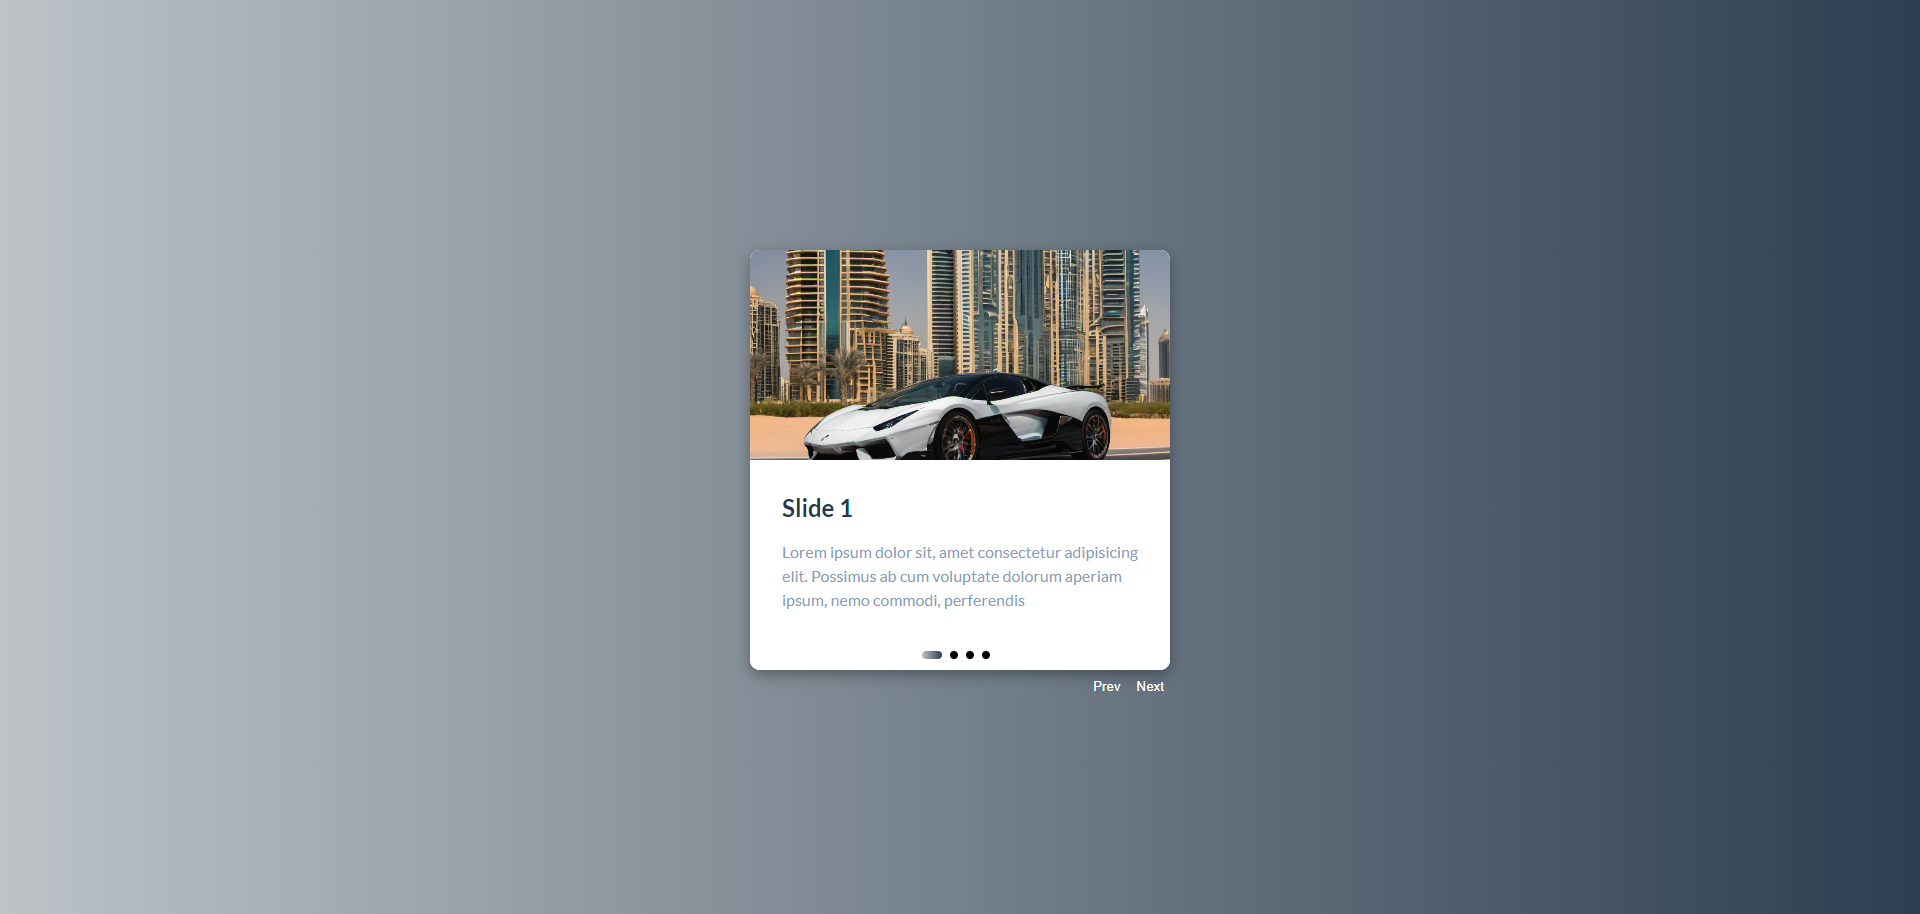 Slide 1
Lorem ipsum dolor sit, amet consectetur adipisicing
elit. Possimus ab cum voluptate dolorum aperiam
ipsum, nemo commodi, perferendis
Prev Next